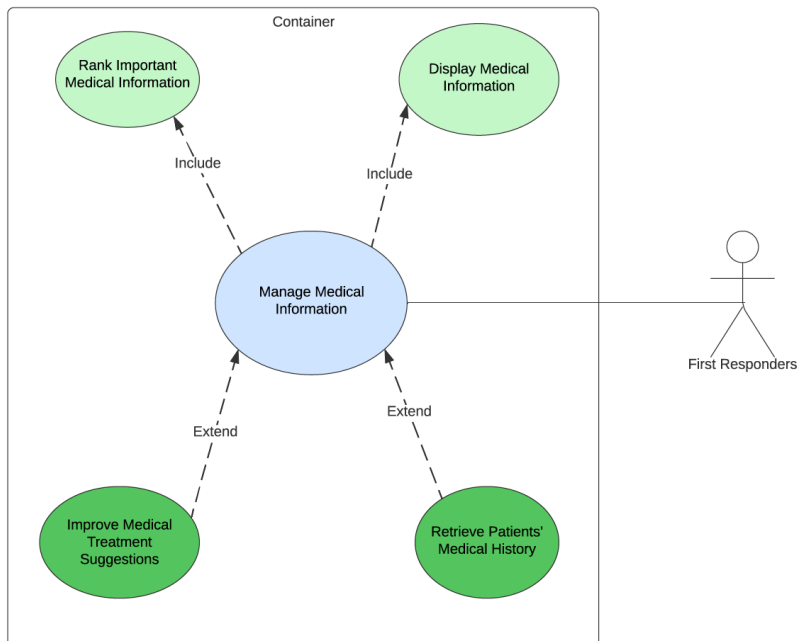 Container
Rank Important
Medical Information
Display Medical
Information
Include
Include
Manage Medical
Information
First Responders
Extend
Extend
Improve Medical
Treatment
Suggestions
Retrieve Patients'
Medical History